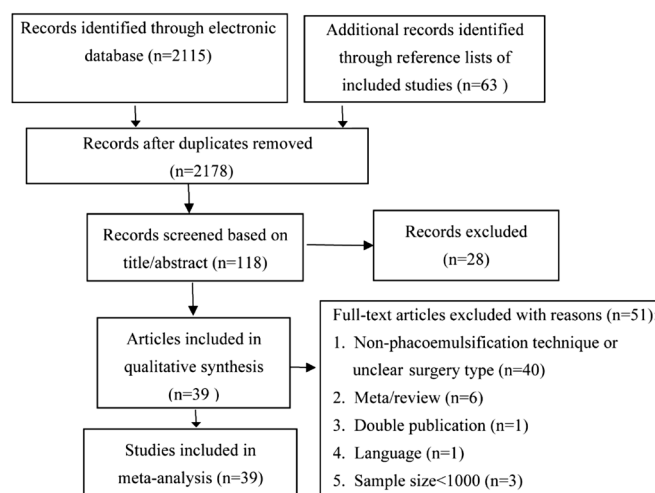 Records identified through electronic
database (n=2115)
Additional records identified
through reference lists of
included studies (n=63 )
Records after duplicates removed
(n=2178)
Records screened based on
title/abstract (n=118)
Records excluded
(n=28)
Articles included in
qualitative synthesis
(n=39 )
Full-text articles excluded with reasons (n=51):
1. Non-phacoemulsification technique or
unclear surgery type (n=40)
2. Meta/review (n=6)
3. Double publication (n=1)
4. Language (n=1)
5. Sample size<1000 (n=3)
Studies included in
meta-analysis (n=39)